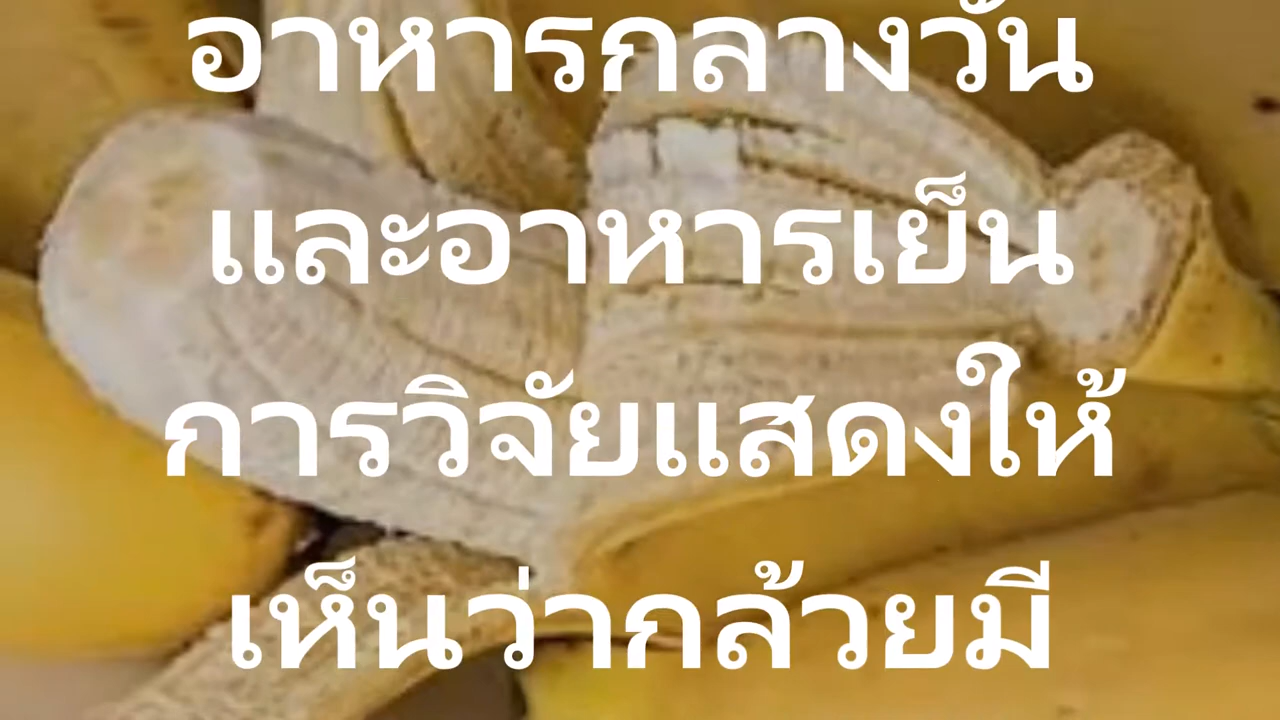 อาหารกลางวัน
และอาหารเย็น
การวิจัยแสดงให้
เห็นว่ากล้วยมี